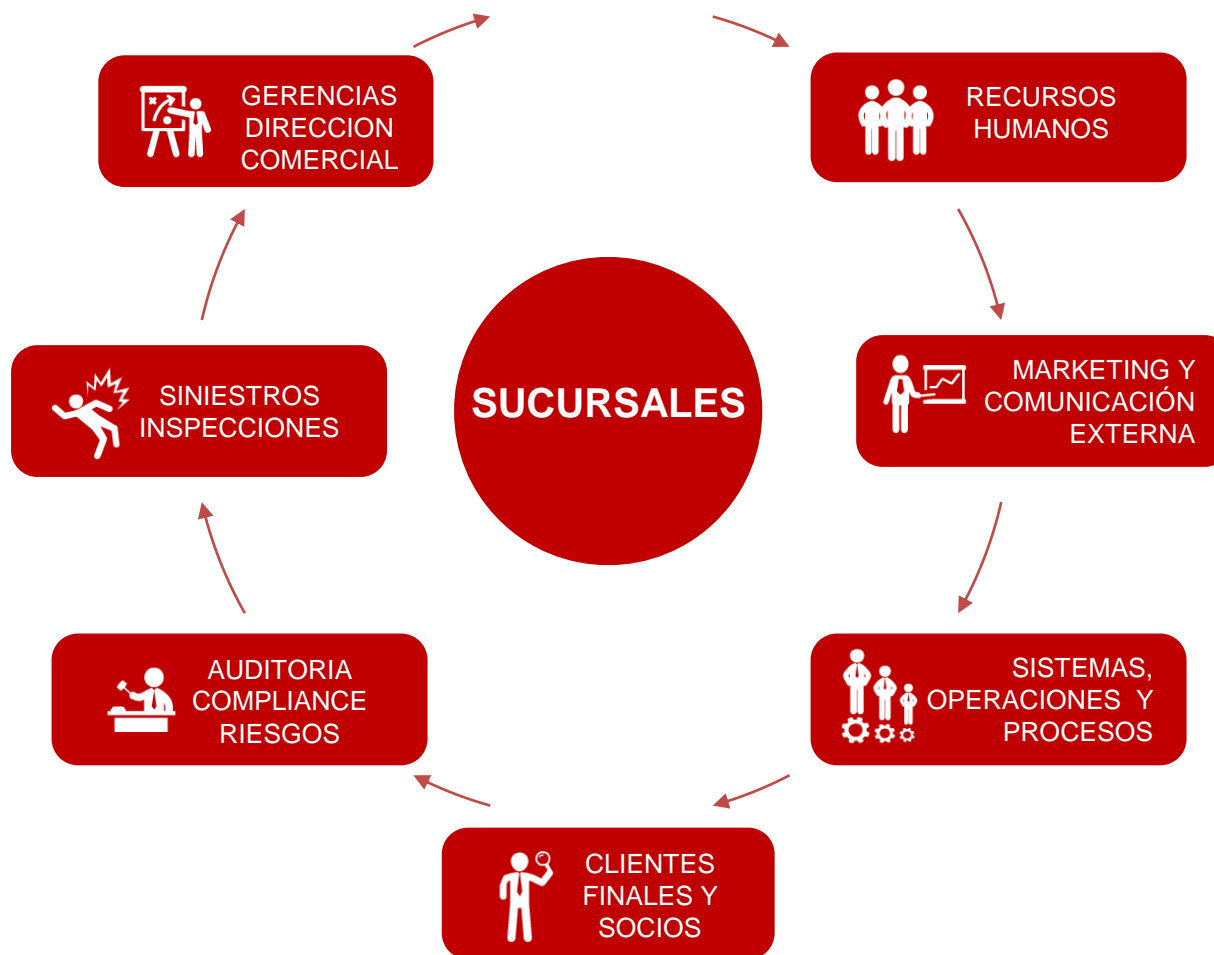 GERENCIAS
DIRECCION
COMERCIAL
RECURSOS
HUMANOS
SINIESTROS
INSPECCIONES
SUCURSALES
MARKETING Y
COMUNICACIÓN
EXTERNA
AUDITORIA
COMPLIANCE
RIESGOS
SISTEMAS,
OPERACIONES Y
PROCESOS
CLIENTES
FINALES Y
SOCIOS